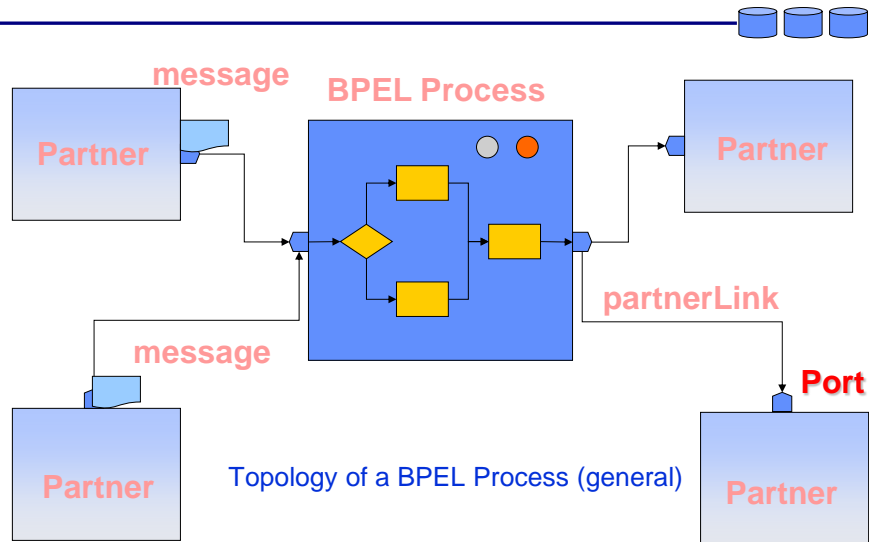 message
BPEL Process
Partner
Partner
partnerLink
message
Port
Partner
Topology of a BPEL Process (general)
Partner